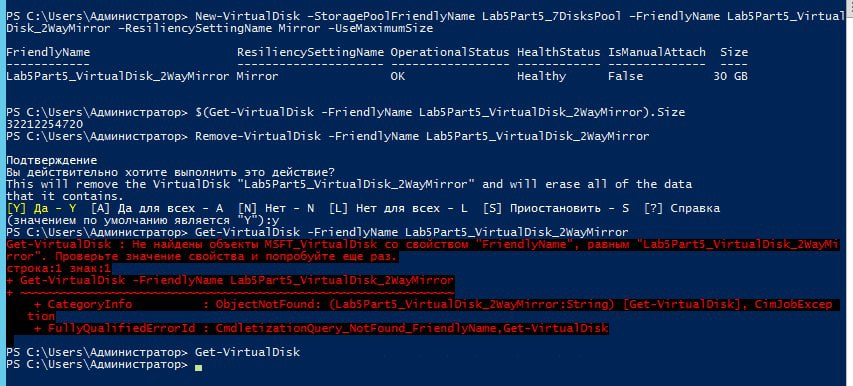 PS C:\Users\Администратор> New-VirtualDisk -StoragePoolFriendlyName Lab5Part5_7DisksPool -FriendlyName Lab5Part5_Virtual
Disk_2WayMirror -ResiliencySettingName Mirror -UseMaximumSize
FriendlyName ResiliencySettingName OperationalStatus HealthStatus IsManualAttach Size
------------ --------------------- ----------------- ------------ -------------- ----
Lab5Part5_VirtualDisk_2WayMirror Mirror OK Healthy False 30 GB
PS C:\Users\Администратор> $(Get-VirtualDisk -FriendlyName Lab5Part5_VirtualDisk_2WayMirror).Size
32212254720
PS C:\Users\Администратор> Remove-VirtualDisk -FriendlyName Lab5Part5_VirtualDisk_2WayMirror
Подтверждение
Вы действительно хотите выполнить это действие?
This will remove the VirtualDisk "Lab5Part5_VirtualDisk_2WayMirror" and will erase all of the data
that it contains.
[Y] Да - Y [A] Да для всех - A [N] Нет - N [L] Нет для всех - L [S] Приостановить - S [?] Справка
(значением по умолчанию является "Y"):y
PS C:\Users\Администратор> Get-VirtualDisk -FriendlyName Lab5Part5_VirtualDisk_2WayMirror
Get-VirtualDisk : Не найдены объекты MSFT_VirtualDisk со свойством "FriendlyName", равным "Lab5Part5_VirtualDisk_2WayMi
rror". Проверьте значение свойства и попробуйте еще раз.
строка:1 знак:1
+ Get-VirtualDisk -FriendlyName Lab5Part5_VirtualDisk_2WayMirror
+ ~~~~~~~~~~~~~~~~~~~~~~~~~~~~~~~~~~~~~~~~~~~~~~~~~~~~~~~~~~~~~~
+ CategoryInfo : ObjectNotFound: (Lab5Part5_VirtualDisk_2WayMirror:String) [Get-VirtualDisk], CimJobExcep
tion
+ FullyQualifiedErrorId : CmdletizationQuery_NotFound_FriendlyName,Get-VirtualDisk
PS C:\Users\Администратор> Get-VirtualDisk
PS C:\Users\Администратор>